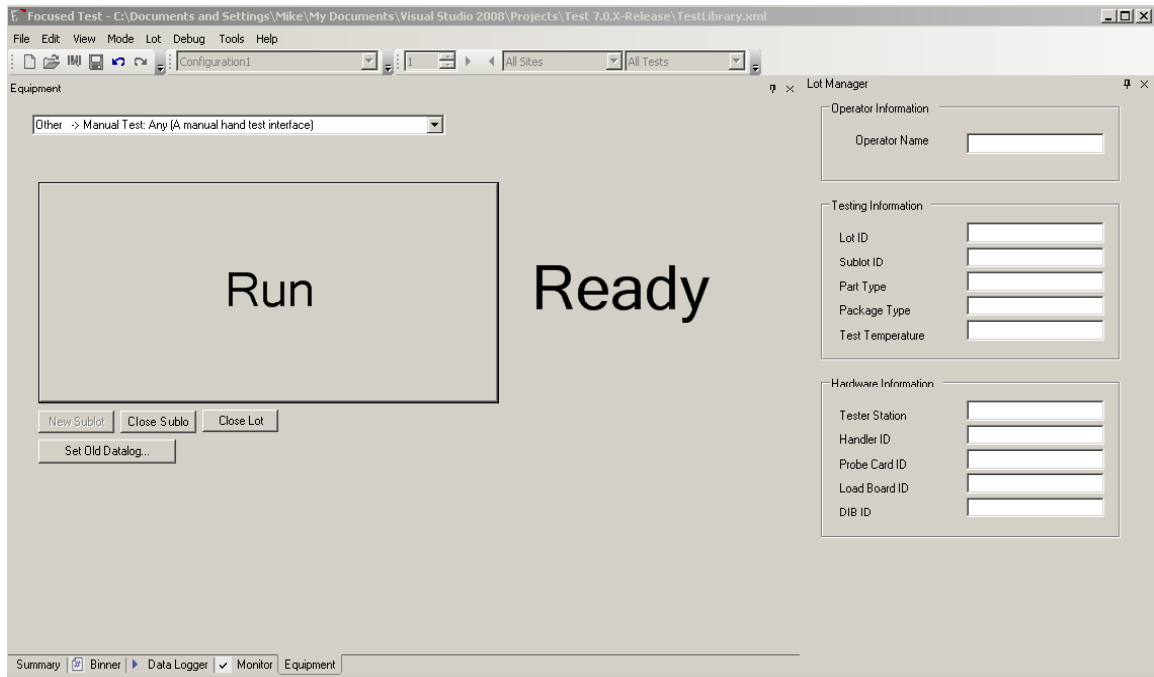 Focused Test - C:\Documents and Settings\Mike\My Documents\Visual Studio 2008\Projects\Test 7.0.X-Release\TestLibrary.xml
File Edit View Mode Lot Debug Tools Help
Configuration1 1 All Sites All Tests
Equipment
Other -> Manual Test: Any (A manual hand test interface)
Run
Ready
New Sublot Close Sublo Close Lot
Set Old Datalog...
Summary Binner Data Logger Monitor Equipment
Lot Manager
Operator Information
Operator Name
Testing Information
Lot ID
Sublot ID
Part Type
Package Type
Test Temperature
Hardware Information
Tester Station
Handler ID
Probe Card ID
Load Board ID
DIB ID